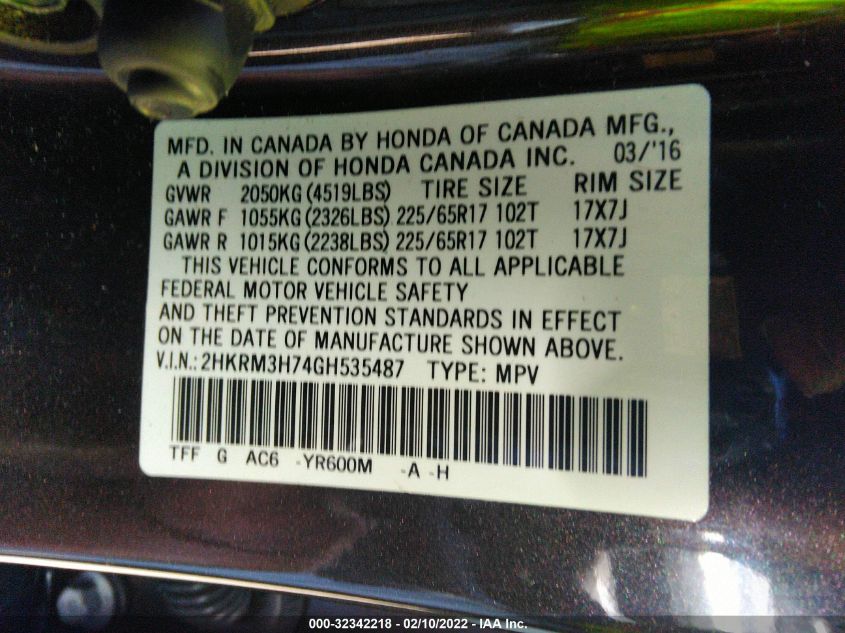 MFD. IN CANADA BY HONDA OF CANADA MFG.,
A DIVISION OF HONDA CANADA INC. 03/'16
GVWR 2050KG (4519LBS) TIRE SIZE RIM SIZE
GAWR F 1055KG (2326LBS) 225/65R17 102T 17X7J
GAWR R 1015KG (2238LBS) 225/65R17 102T 17X7J
THIS VEHICLE CONFORMS TO ALL APPLICABLE
FEDERAL MOTOR VEHICLE SAFETY
AND THEFT PREVENTION STANDARDS IN EFFECT
ON THE DATE OF MANUFACTURE SHOWN ABOVE.
V.I.N.: 2HKRM3H74GH535487 TYPE: MPV
TFF G AC6 -YR600M -A -H
000-32342218 - 02/10/2022 - IAA Inc.